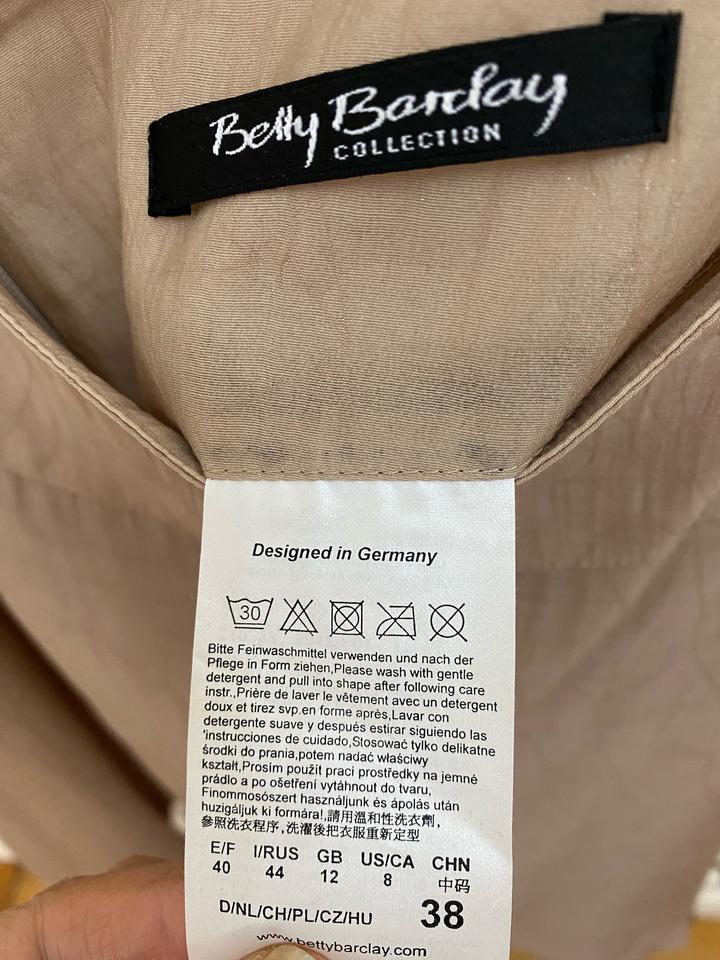 Betty Barclay
COLLECTION
Designed in Germany
30
Bitte Feinwaschmittel verwenden und nach der
Pflege in Form ziehen,Please wash with gentle
detergent and pull into shape after following care
instr.,Prière de laver le vêtement avec un detergent
doux et tirez svp.en forme après,Lavar con
detergente suave y después estirar siguiendo las
'instrucciones de cuidado,Stosować tylko delikatne
środki do prania,potem nadać właściwy
kształt,Prosím použít praci prostředky na jemné
prádlo a po ošetření vytáhnout do tvaru,
Finommosószert használjunk és ápolás után
huzigáljuk ki formára!,請用溫和性洗衣劑,
參照洗衣程序,洗濯後把衣服重新定型
E/F I/RUS GB US/CA CHN
40 44 12 8 中码
D/NL/CH/PL/CZ/HU 38
www.bettybarclay.com